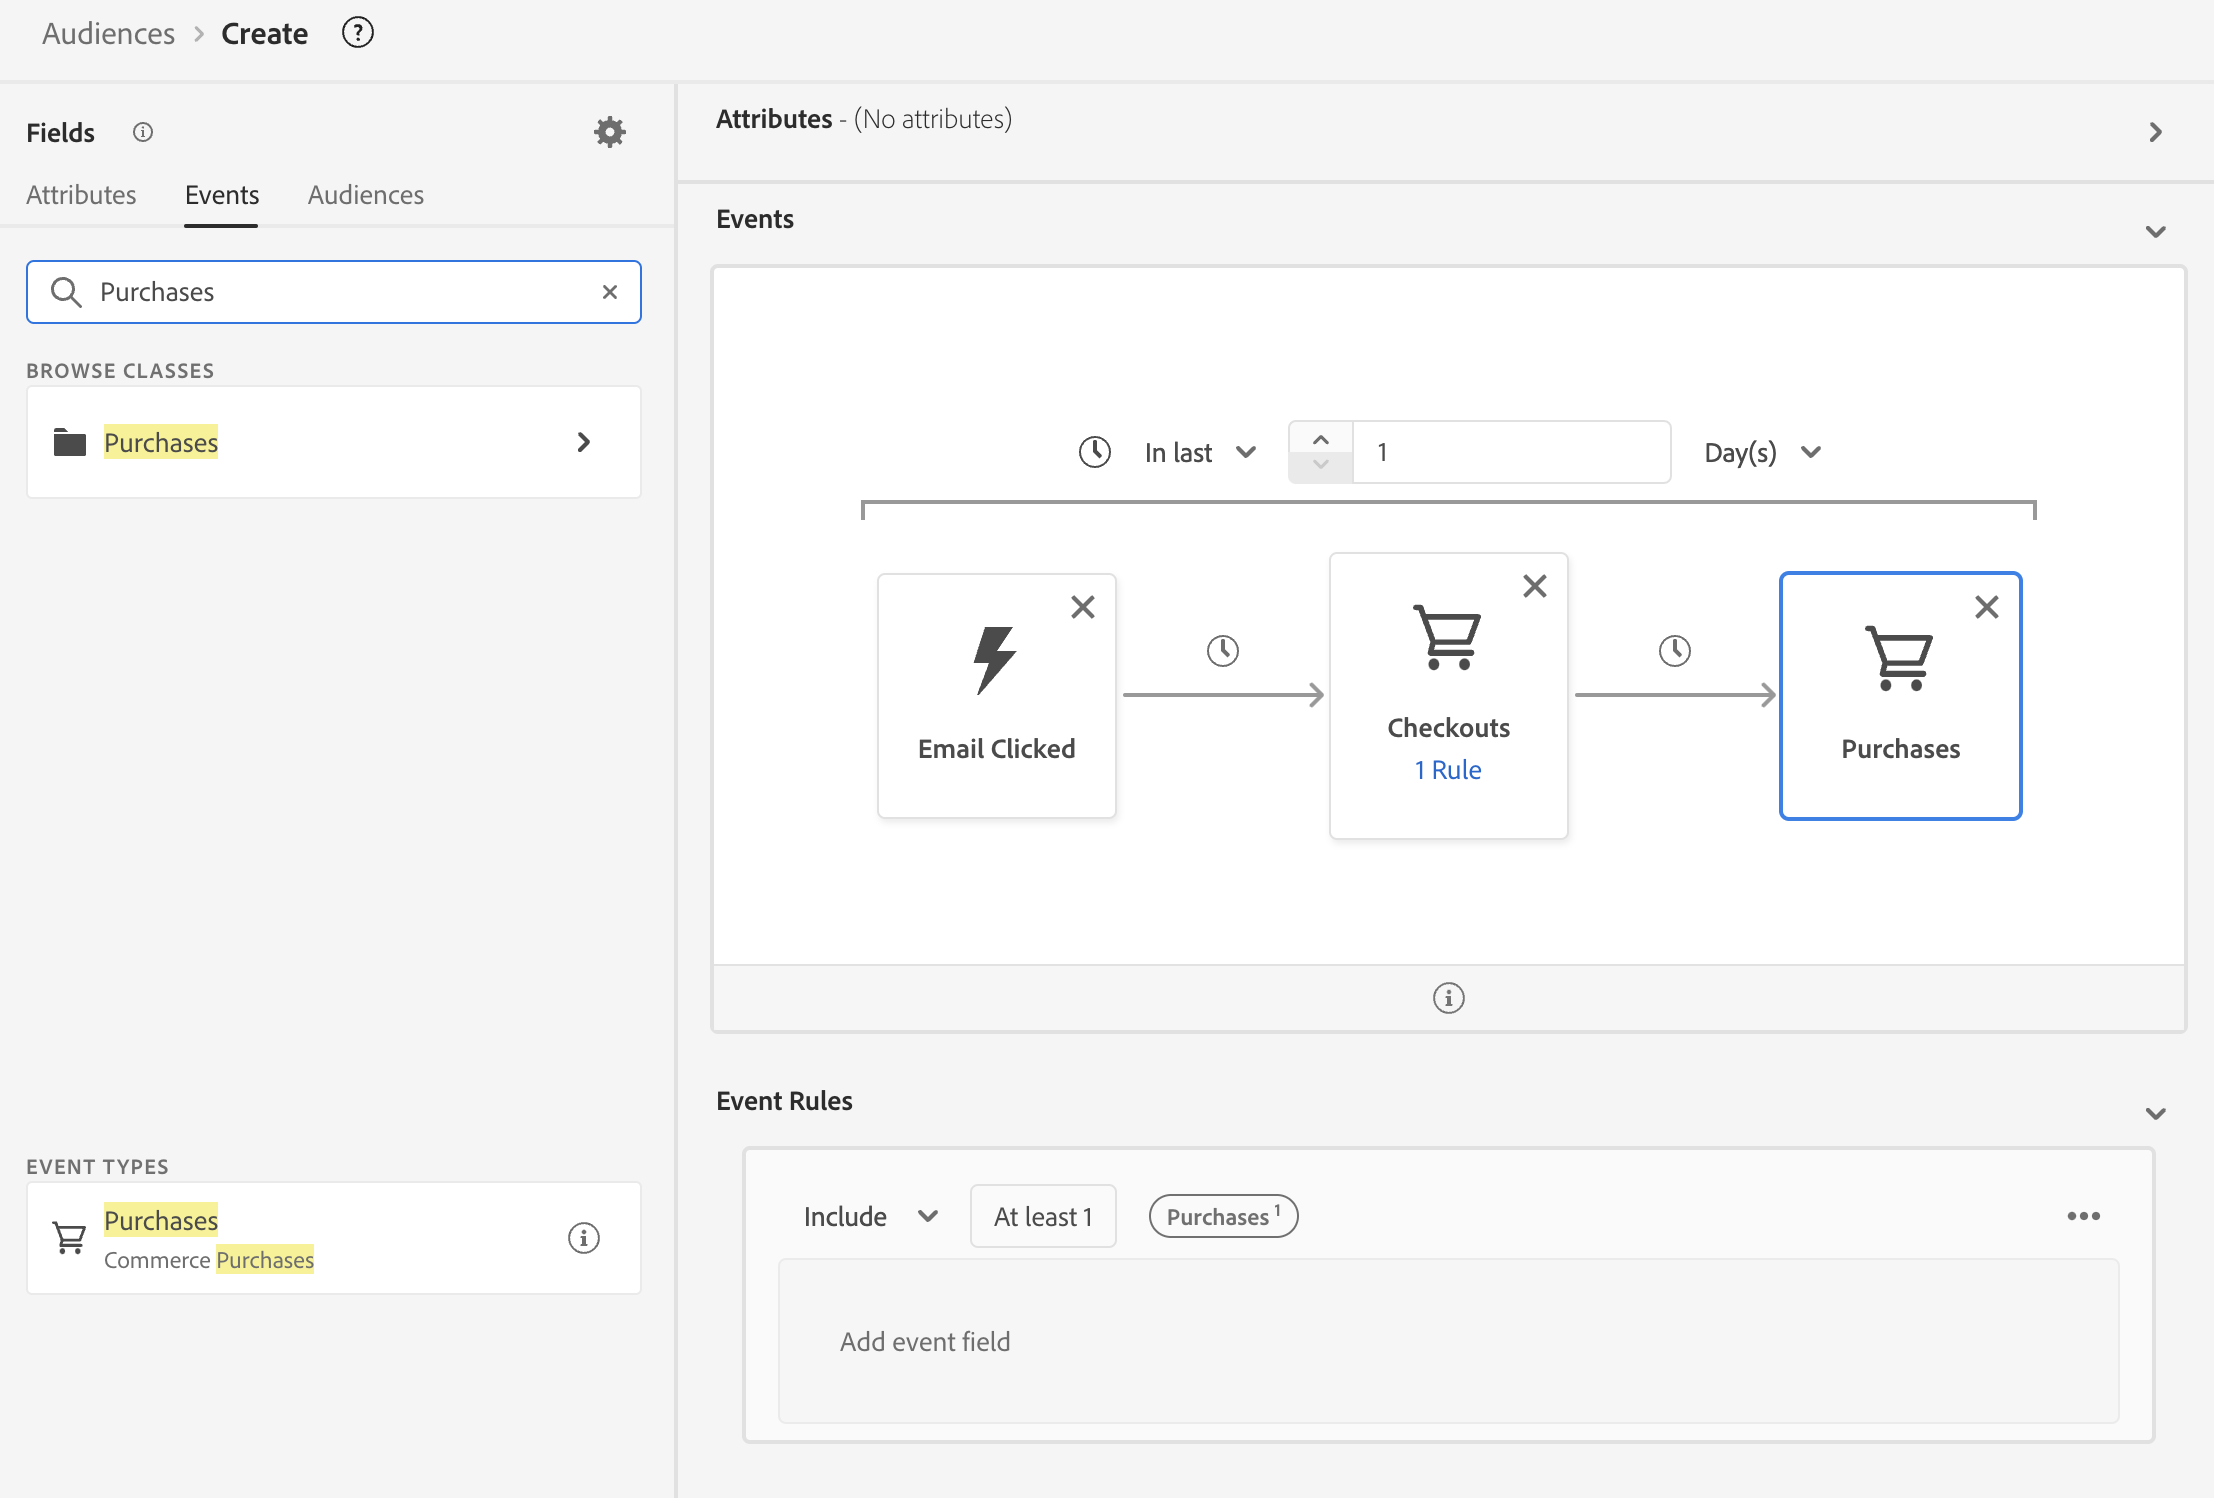 Audiences > Create
Fields
Attributes Events Audiences
Purchases
BROWSE CLASSES
Purchases
EVENT TYPES
Purchases
Commerce Purchases
Attributes - (No attributes)
Events
In last 1 Day(s)
Email Clicked
Checkouts
1 Rule
Purchases
Event Rules
Include At least 1 Purchases 1
Add event field